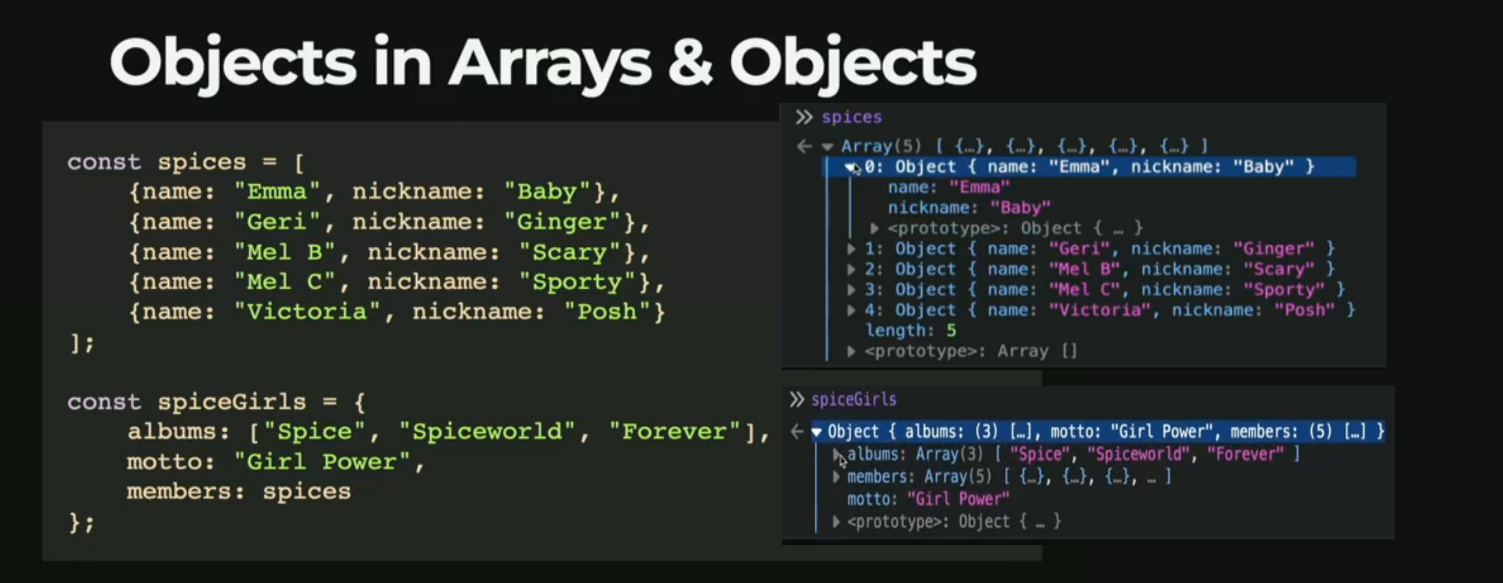 Objects in Arrays & Objects
const spices = [
{name: "Emma", nickname: "Baby"},
{name: "Geri", nickname: "Ginger"},
{name: "Mel B", nickname: "Scary"},
{name: "Mel C", nickname: "Sporty"},
{name: "Victoria", nickname: "Posh"}
];
const spiceGirls = {
albums: ["Spice", "Spiceworld", "Forever"],
motto: "Girl Power",
members: spices
};
spices
Array(5) [ {…}, {…}, {…}, {…}, {…} ]
0: Object { name: "Emma", nickname: "Baby" }
name: "Emma"
nickname: "Baby"
<prototype>: Object { … }
1: Object { name: "Geri", nickname: "Ginger" }
2: Object { name: "Mel B", nickname: "Scary" }
3: Object { name: "Mel C", nickname: "Sporty" }
4: Object { name: "Victoria", nickname: "Posh" }
length: 5
<prototype>: Array []
spiceGirls
Object { albums: (3) […], motto: "Girl Power", members: (5) […] }
albums: Array(3) [ "Spice", "Spiceworld", "Forever" ]
members: Array(5) [ {…}, {…}, {…}, … ]
motto: "Girl Power"
<prototype>: Object { … }